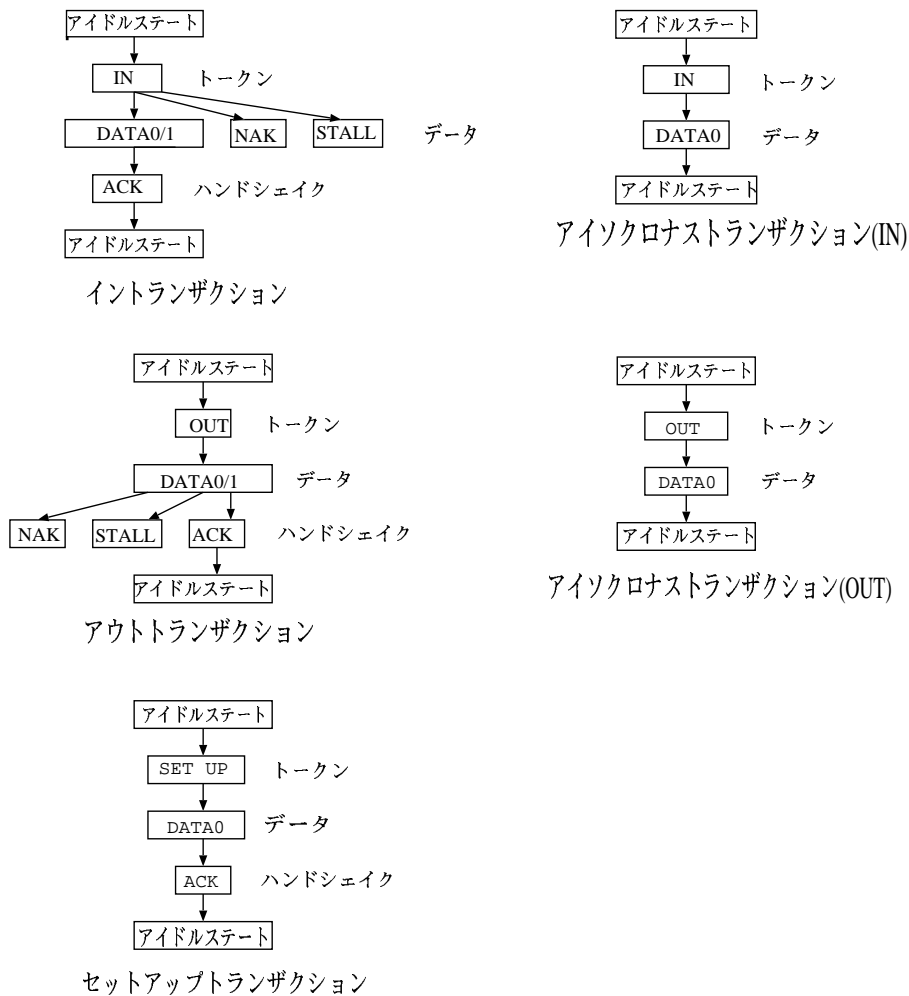 アイドルステート
IN トークン
DATA0/1 NAK STALL データ
ACK ハンドシェイク
アイドルステート
イントランザクション
アイドルステート
IN トークン
DATA0 データ
アイドルステート
アイソクロナストランザクション(IN)
アイドルステート
OUT トークン
DATA0/1 データ
NAK STALL ACK ハンドシェイク
アイドルステート
アウトトランザクション
アイドルステート
OUT トークン
DATA0 データ
アイドルステート
アイソクロナストランザクション(OUT)
アイドルステート
SET UP トークン
DATA0 データ
ACK ハンドシェイク
アイドルステート
セットアップトランザクション